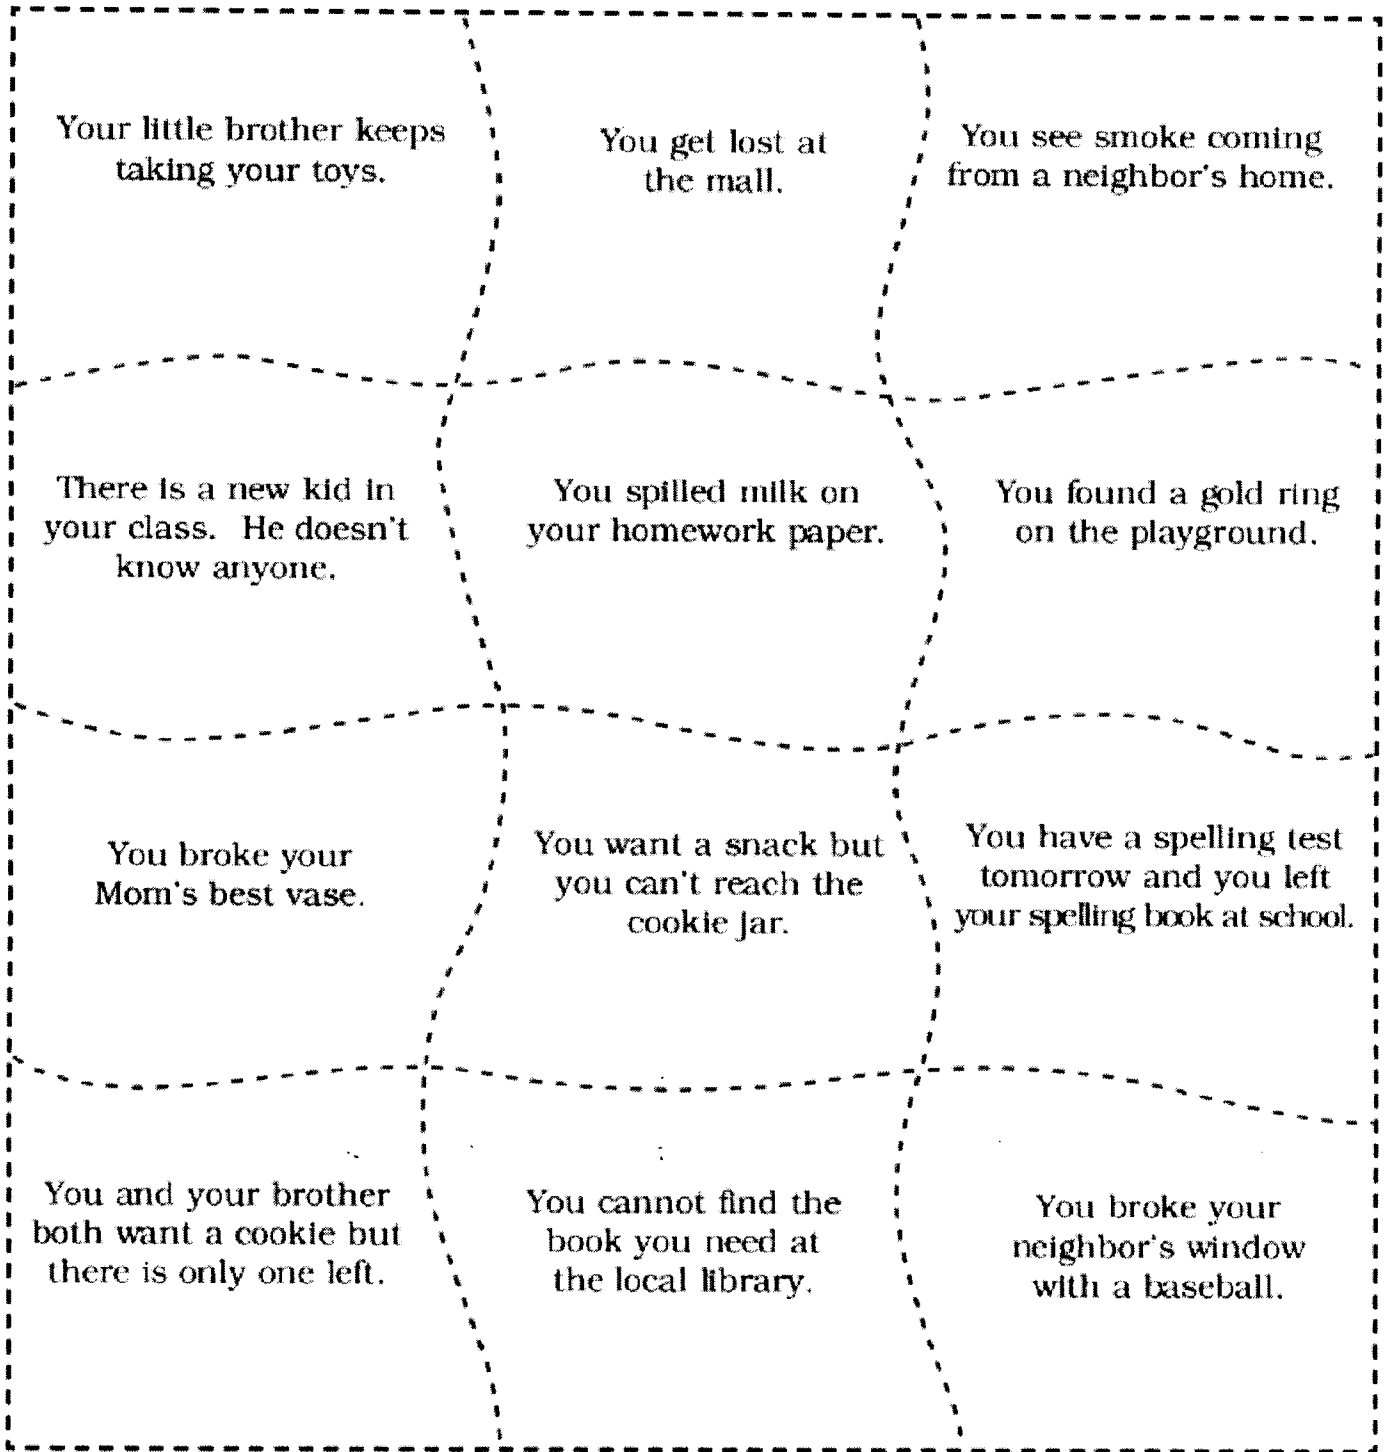 Your little brother keeps
taking your toys.
You get lost at
the mall.
You see smoke coming
from a neighbor's home.
There is a new kid in
your class.  He doesn't
know anyone.
You spilled milk on
your homework paper.
You found a gold ring
on the playground.
You broke your
Mom's best vase.
You want a snack but
you can't reach the
cookie jar.
You have a spelling test
tomorrow and you left
your spelling book at school.
You and your brother
both want a cookie but
there is only one left.
You cannot find the
book you need at
the local library.
You broke your
neighbor's window
with a baseball.